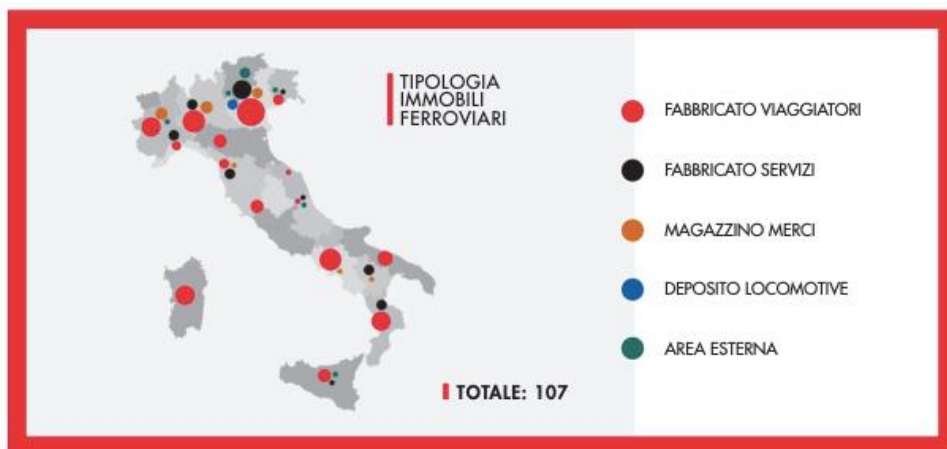 TIPOLOGIA
IMMOBILI
FERROVIARI
FABBRICATO VIAGGIATORI
FABBRICATO SERVIZI
MAGAZZINO MERCI
DEPOSITO LOCOMOTIVE
AREA ESTERNA
TOTALE: 107